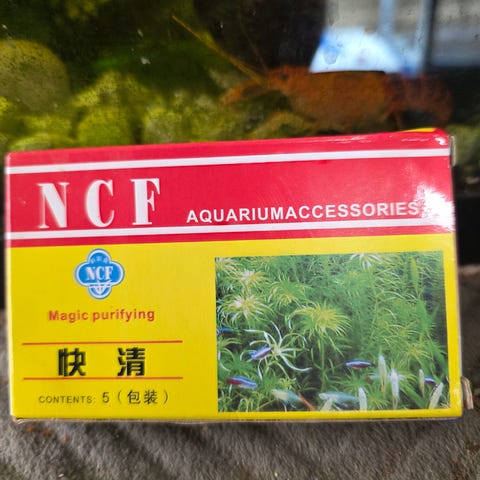 NCF
AQUARIUMACCESSORIES
NCF
Magic purifying
快清
CONTENTS: 5（包装）